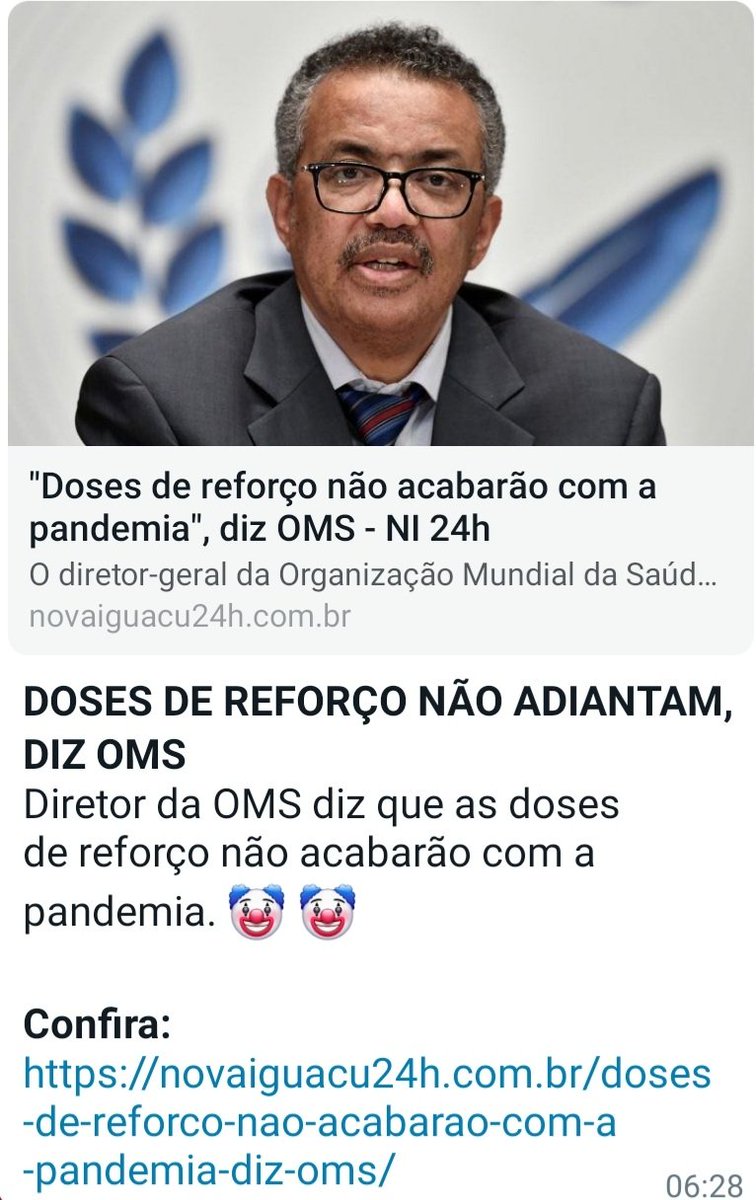 "Doses de reforço não acabarão com a
pandemia", diz OMS - NI 24h
O diretor-geral da Organização Mundial da Saúd...
novaiguacu24h.com.br
DOSES DE REFORÇO NÃO ADIANTAM,
DIZ OMS
Diretor da OMS diz que as doses
de reforço não acabarão com a
pandemia. 🤡 🤡
Confira:
https://novaiguacu24h.com.br/doses
-de-reforco-nao-acabarao-com-a
-pandemia-diz-oms/
06:28